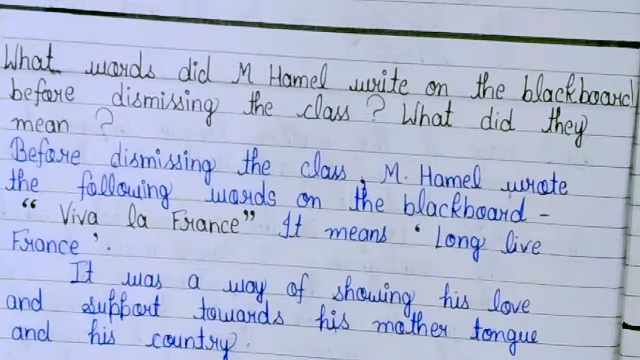 What words did M Hamel write on the blackboard
before dismissing the class ? What did they
mean ?
Before dismissing the class, M. Hamel wrote
the following words on the blackboard -
“ Viva la France” It means ‘ Long live
France ’.
It was a way of showing his love
and support towards his mother tongue
and his country.